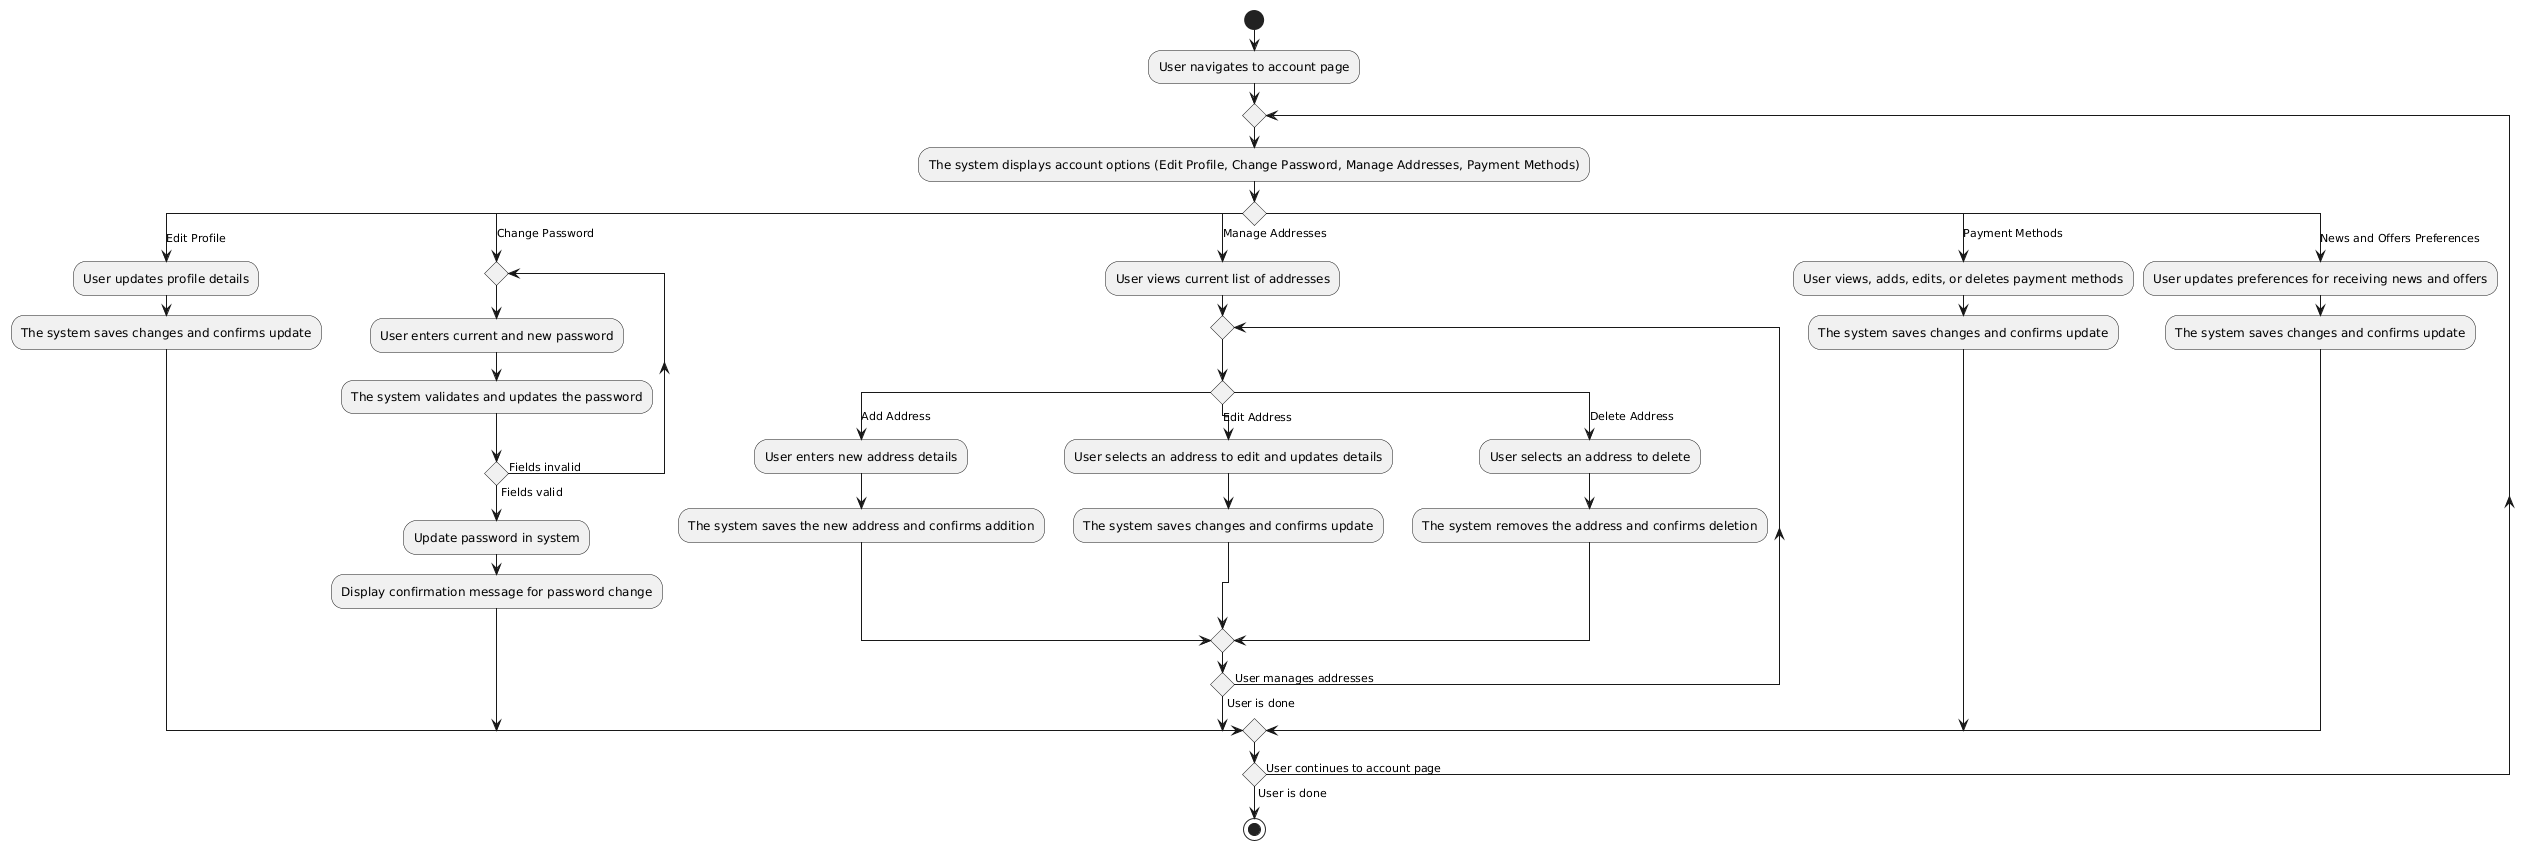 User navigates to account page
The system displays account options (Edit Profile, Change Password, Manage Addresses, Payment Methods)
Edit Profile
User updates profile details
The system saves changes and confirms update
Change Password
User enters current and new password
The system validates and updates the password
Fields invalid
Fields valid
Update password in system
Display confirmation message for password change
Manage Addresses
User views current list of addresses
Add Address
User enters new address details
The system saves the new address and confirms addition
Edit Address
User selects an address to edit and updates details
The system saves changes and confirms update
Delete Address
User selects an address to delete
The system removes the address and confirms deletion
User manages addresses
User is done
Payment Methods
User views, adds, edits, or deletes payment methods
The system saves changes and confirms update
News and Offers Preferences
User updates preferences for receiving news and offers
The system saves changes and confirms update
User continues to account page
User is done